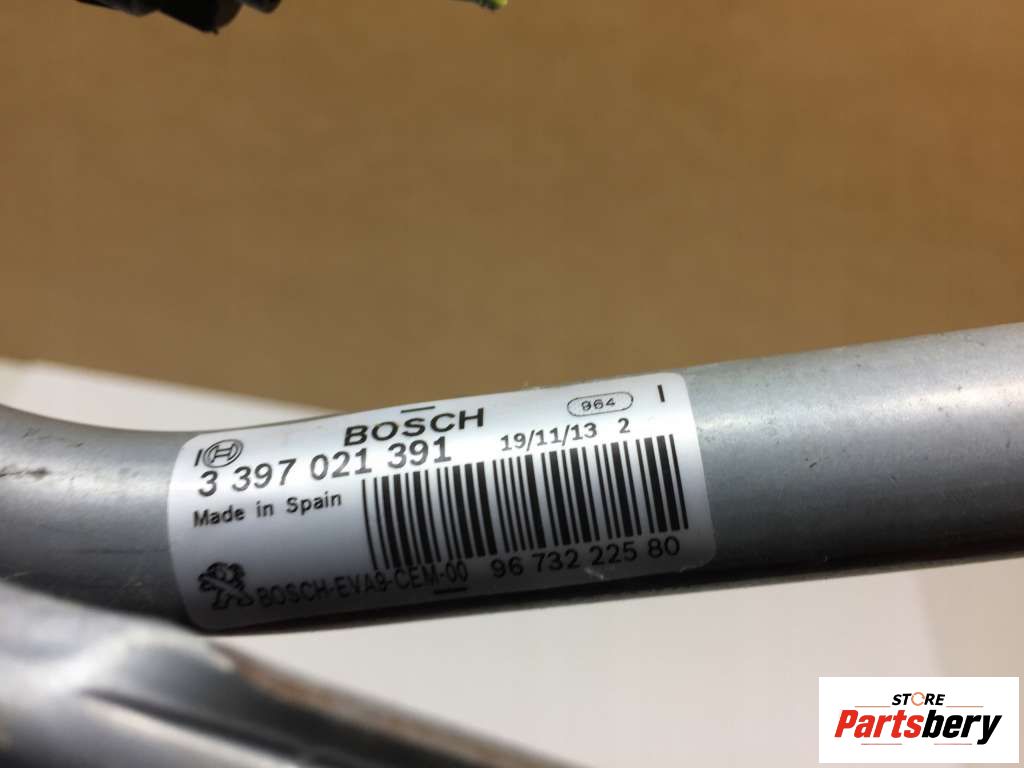 BOSCH
964
I
3 397 021 391
19/11/13 2
Made in Spain
BOSCH-EVA9-CEM-00
96 732 225 80
STORE
Partsbery